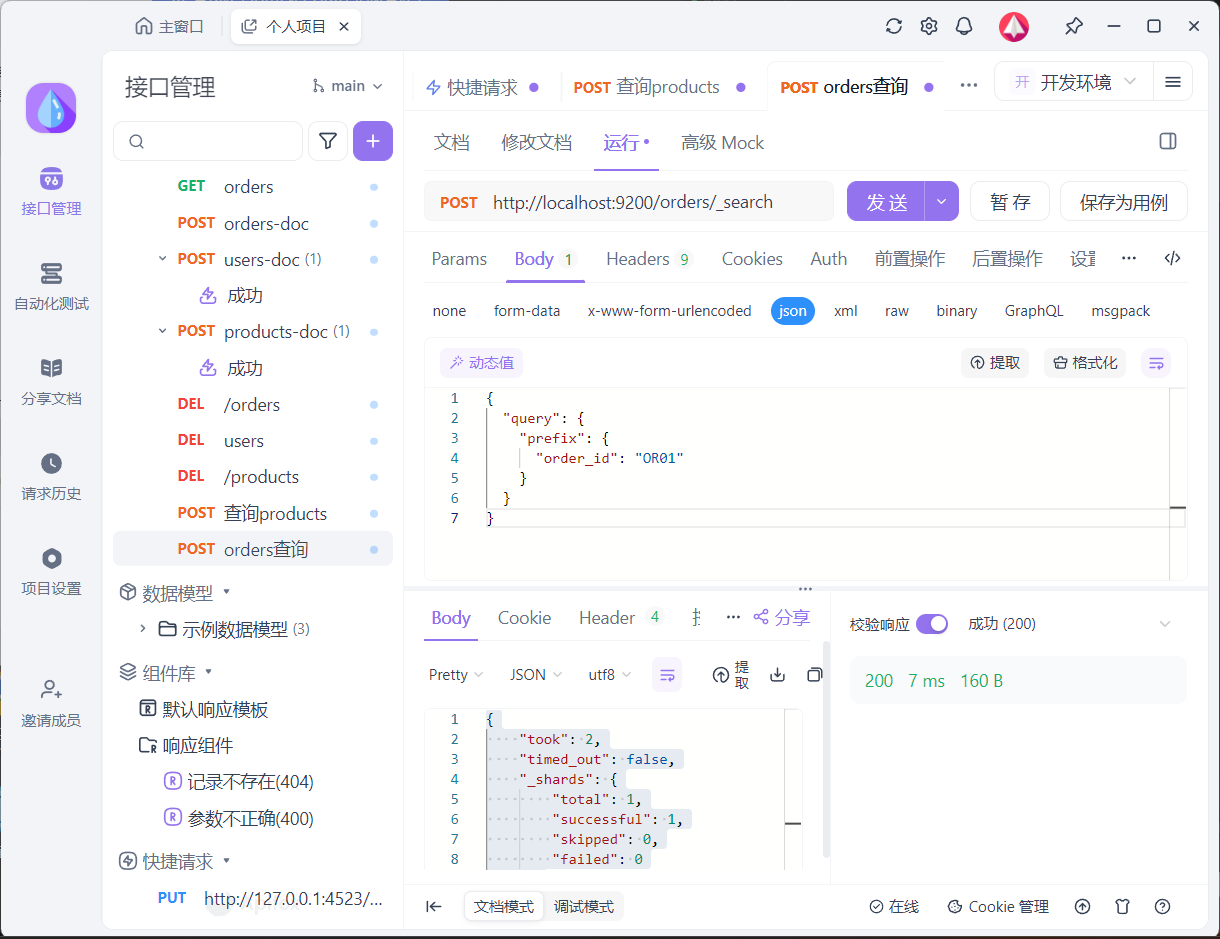 主窗口
个人项目
接口管理
自动化测试
分享文档
请求历史
项目设置
邀请成员
接口管理
main
GET orders
POST orders-doc
POST users-doc (1)
成功
POST products-doc (1)
成功
DEL /orders
DEL users
DEL /products
POST 查询products
POST orders查询
数据模型
示例数据模型 (3)
组件库
默认响应模板
响应组件
记录不存在(404)
参数不正确(400)
快捷请求
PUT http://127.0.0.1:4523/...
快捷请求
POST 查询products
POST orders查询
开 开发环境
文档 修改文档 运行 高级 Mock
POST http://localhost:9200/orders/_search
发送
暂存
保存为用例
Params Body 1 Headers 9 Cookies Auth 前置操作 后置操作 设置
none form-data x-www-form-urlencoded json xml raw binary GraphQL msgpack
动态值
提取
格式化
1 {
2 "query": {
3 "prefix": {
4 "order_id": "OR01"
5 }
6 }
7 }
Body Cookie Header 4
分享
Pretty JSON utf8
提取
1 {
2 "took": 2,
3 "timed_out": false,
4 "_shards": {
5 "total": 1,
6 "successful": 1,
7 "skipped": 0,
8 "failed": 0
校验响应 成功 (200)
200 7 ms 160 B
文档模式 调试模式
在线
Cookie 管理